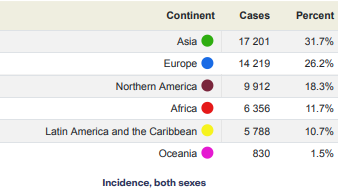 Continent Cases Percent
Asia 17 201 31.7%
Europe 14 219 26.2%
Northern America 9 912 18.3%
Africa 6 356 11.7%
Latin America and the Caribbean 5 788 10.7%
Oceania 830 1.5%
Incidence, both sexes